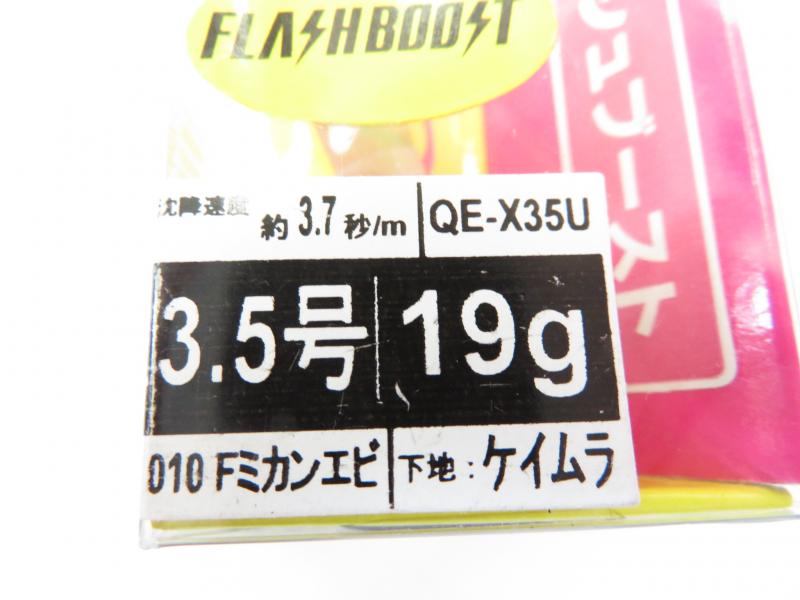 FLASHBOOST
シュブースト
沈降速度 約3.7秒/m
QE-X35U
3.5号
19g
010 Fミカンエビ
下地：ケイムラ